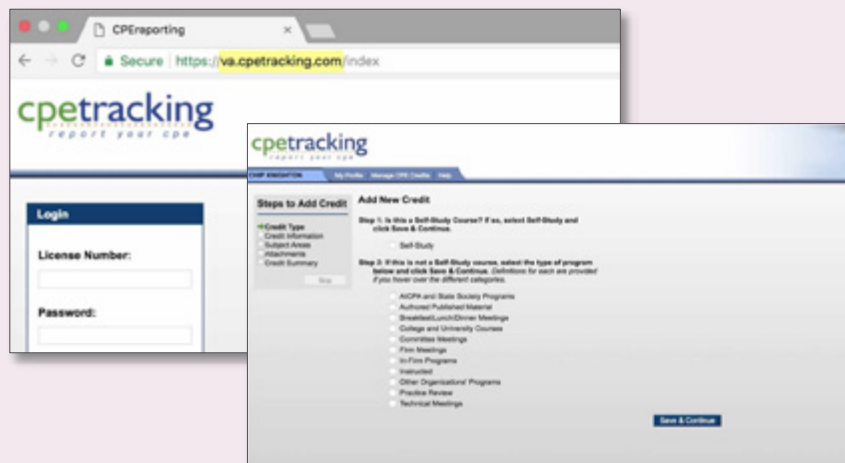 CPEreporting
Secure https://va.cpetracking.com/index
cpetracking
report your cpe
Login
License Number:
Password:
cpetracking
report your cpe
CHIP KNIGHTON My Profile Manage CPE Credits Help
Steps to Add Credit
Credit Type
Credit Information
Subject Areas
Attachments
Credit Summary
Skip
Add New Credit
Step 1: Is this a Self-Study Course? If so, select Self-Study and
click Save & Continue.
Self-Study
Step 2: If this is not a Self-Study course, select the type of program
below and click Save & Continue. Definitions for each are provided
if you hover over the different categories.
AICPA and State Society Programs
Authored Published Material
Breakfast/Lunch/Dinner Meetings
College and University Courses
Committee Meetings
Firm Meetings
In-Firm Programs
Instructed
Other Organizations' Programs
Practice Review
Technical Meetings
Save & Continue